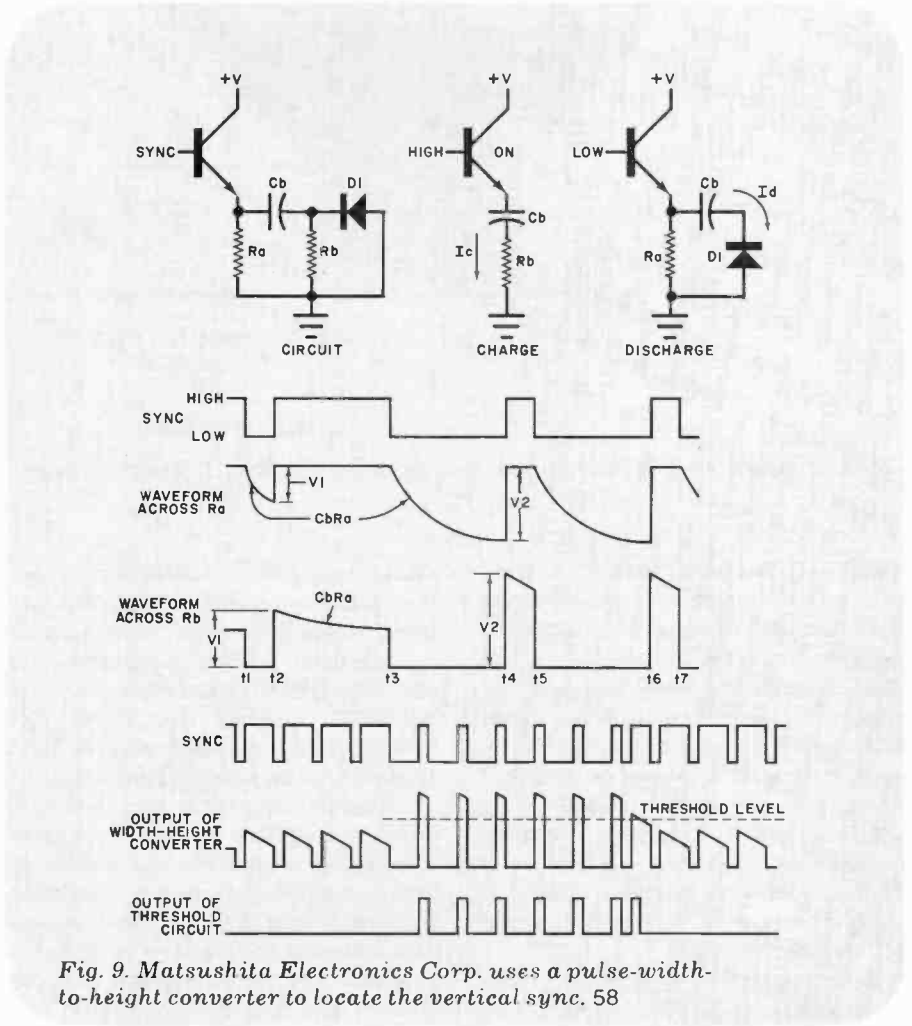 +V
+V
+V
SYNC
HIGH
ON
LOW
Cb
D1
Cb
Id
Cb
Ra
Rb
Ic
Rb
Ra
D1
CIRCUIT
CHARGE
DISCHARGE
HIGH
SYNC
LOW
V1
WAVEFORM
ACROSS Ra
CbRa
V2
CbRa
WAVEFORM
ACROSS Rb
V1
V2
t1
t2
t3
t4
t5
t6
t7
SYNC
THRESHOLD LEVEL
OUTPUT OF
WIDTH-HEIGHT
CONVERTER
OUTPUT OF
THRESHOLD
CIRCUIT
Fig. 9. Matsushita Electronics Corp. uses a pulse-width-
to-height converter to locate the vertical sync. 58